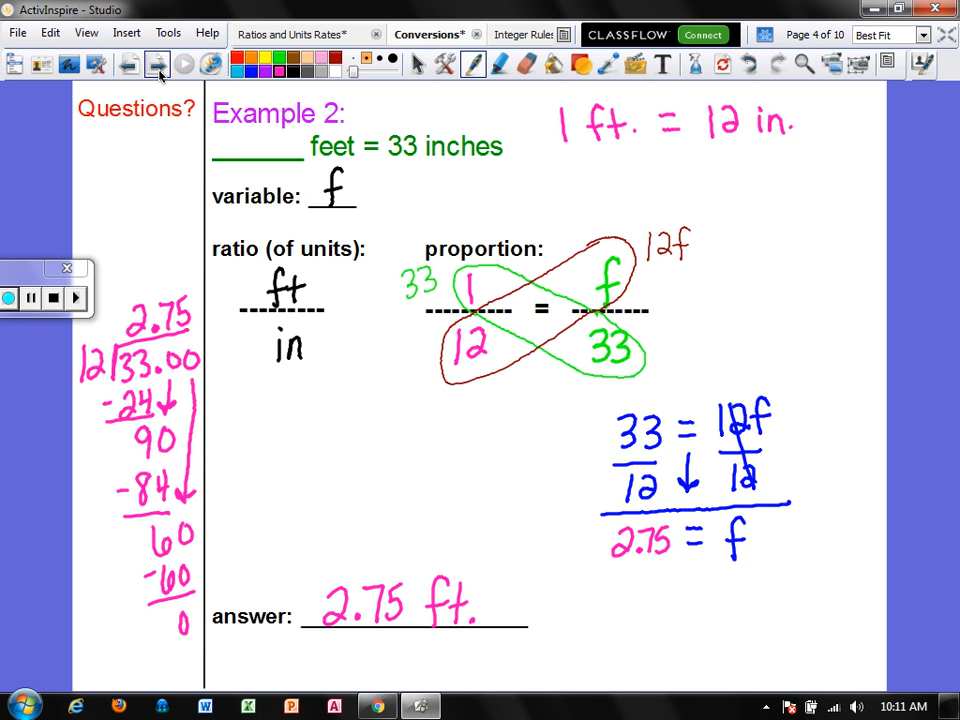 ActivInspire - Studio
File Edit View Insert Tools Help
Ratios and Units Rates*
Conversions*
Integer Rules
CLASSFLOW Connect
Page 4 of 10
Best Fit
Questions?
Example 2:
1 ft. = 12 in.
______ feet = 33 inches
variable: f
ratio (of units):
proportion:
ft
----------
in
33
12f
1
f
---------- = ---------
12
33
2.75
12 33.00
-24
90
-84
60
-60
0
33 = 12f
12 12
2.75 = f
answer: 2.75 ft.
10:11 AM